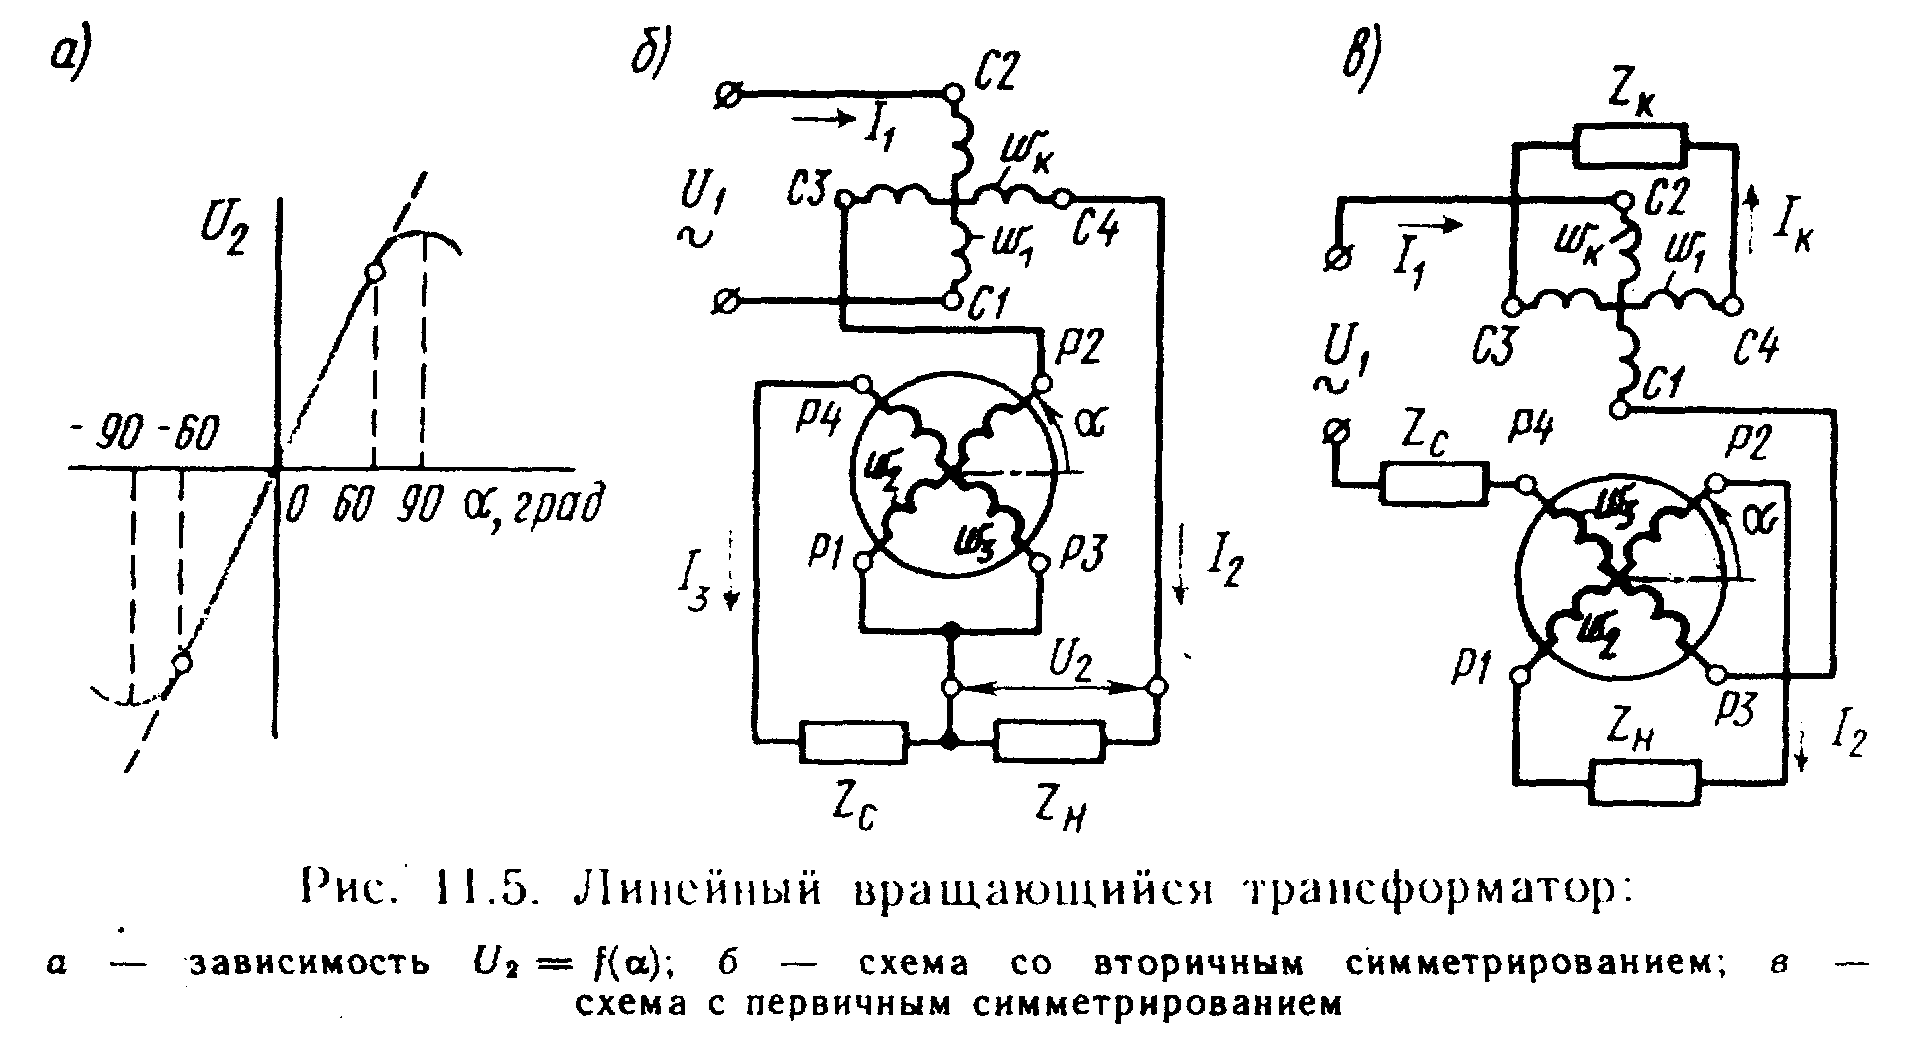 а)
U2
-90 -60
0 60 90 α, град
б)
C2
I1
wк
U1
~
C3
C4
w1
C1
P2
P4
α
w2
P1
w3
P3
I3
I2
U2
Zс
Zн
в)
Zк
C2
I1
wк
w1
Iк
U1
~
C3
C4
C1
Zс
P4
P2
w3
α
w2
P1
P3
Zн
I2
Рис. 11.5. Линейный вращающийся трансформатор:
а — зависимость U2 = f(α); б — схема со вторичным симметрированием; в —
схема с первичным симметрированием